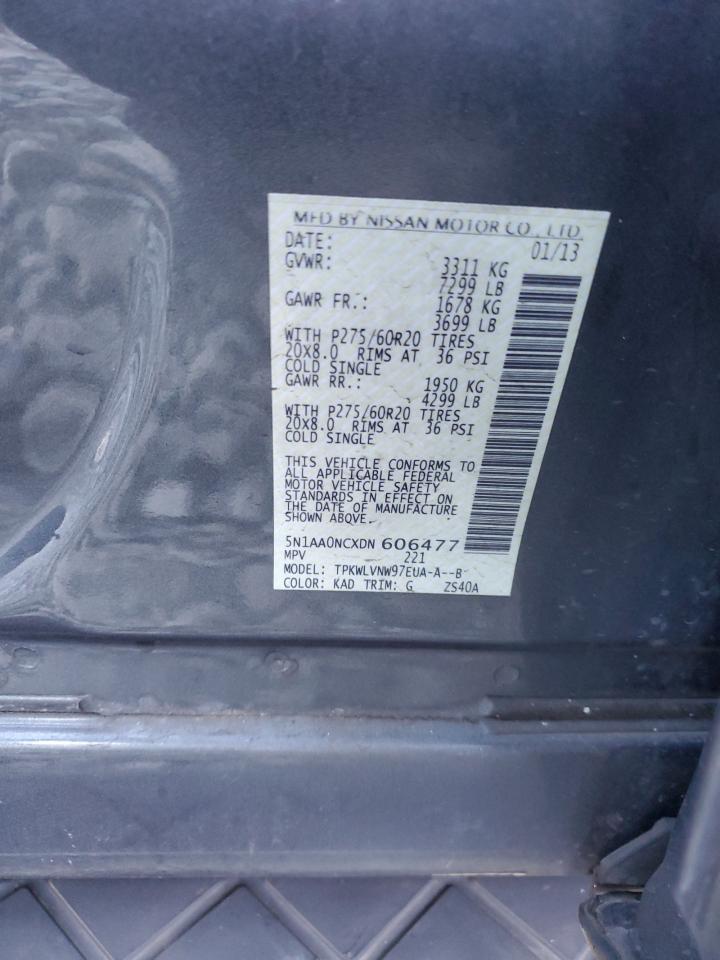 MFD BY NISSAN MOTOR CO., LTD.
DATE: 01/13
GVWR: 3311 KG
7299 LB
GAWR FR.: 1678 KG
3699 LB
WITH P275/60R20 TIRES
20X8.0 RIMS AT 36 PSI
COLD SINGLE
GAWR RR.: 1950 KG
4299 LB
WITH P275/60R20 TIRES
20X8.0 RIMS AT 36 PSI
COLD SINGLE
THIS VEHICLE CONFORMS TO
ALL APPLICABLE FEDERAL
MOTOR VEHICLE SAFETY
STANDARDS IN EFFECT ON
THE DATE OF MANUFACTURE
SHOWN ABOVE.
5N1AA0NCXDN 606477
MPV 221
MODEL: TPKWLVNW97EUA-A--B
COLOR: KAD TRIM: G ZS40A